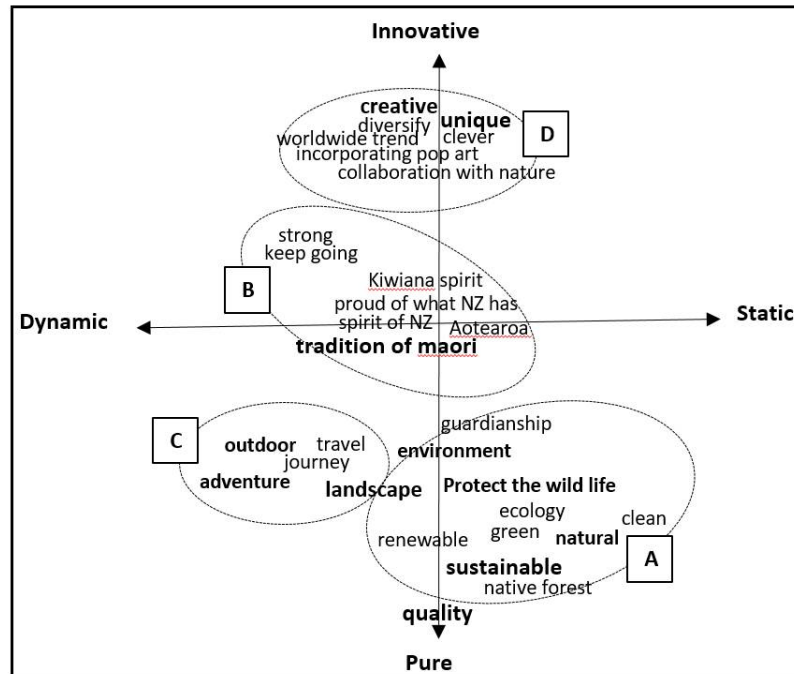 Innovative
creative
unique
diversify
clever
worldwide trend
incorporating pop art
collaboration with nature
D
strong
keep going
Kiwiana spirit
B
proud of what NZ has
Dynamic
spirit of NZ
Aotearoa
Static
tradition of maori
guardianship
C
outdoor
travel
environment
journey
adventure
landscape
Protect the wild life
ecology
clean
green
renewable
natural
A
sustainable
native forest
quality
Pure